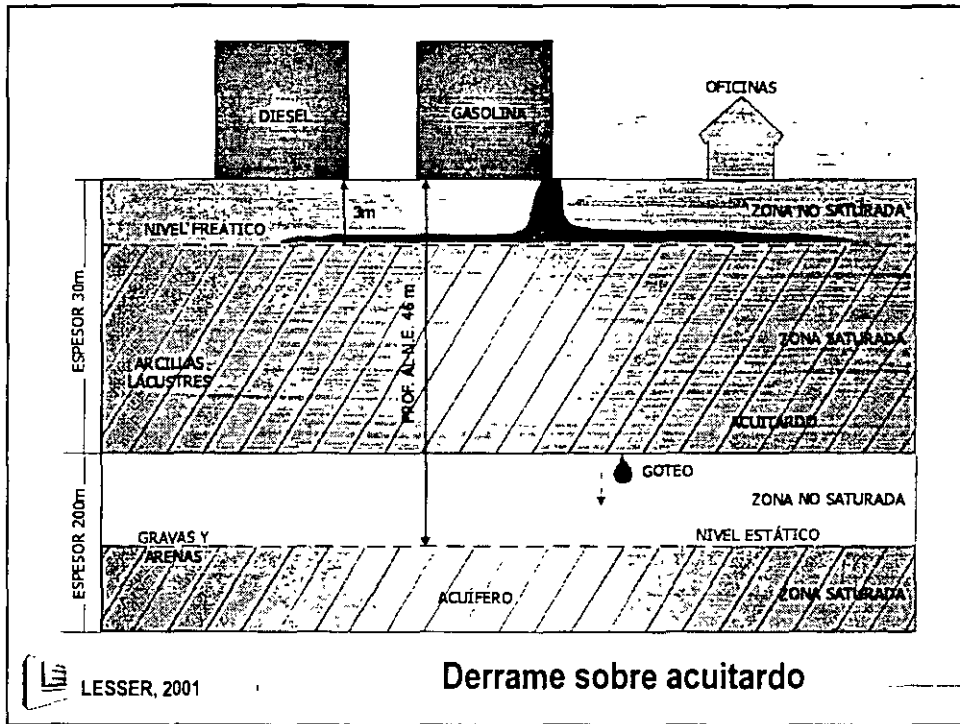 DIESEL
GASOLINA
OFICINAS
3m
ZONA NO SATURADA
NIVEL FREÁTICO
ESPESOR 30m
PROF. AL N.E. 46 m
ARCILLAS
LACUSTRES
ZONA SATURADA
ACUITARDO
GOTEO
ZONA NO SATURADA
ESPESOR 200m
GRAVAS Y
ARENAS
NIVEL ESTÁTICO
ACUÍFERO
ZONA SATURADA
LESSER, 2001
Derrame sobre acuitardo